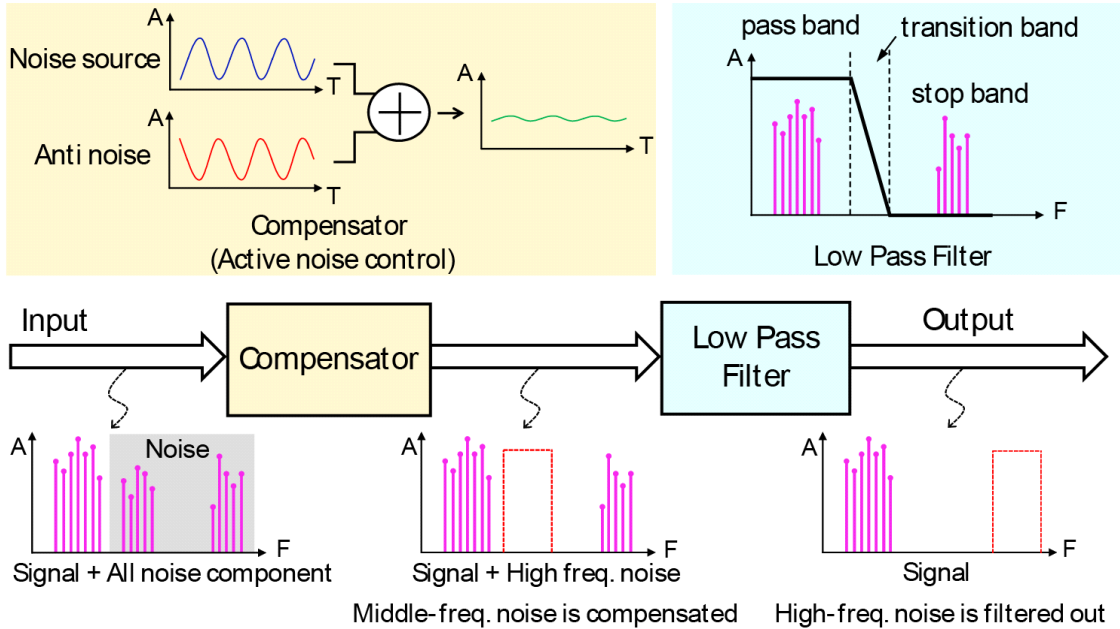 A
Noise source
T
A
Anti noise
T
A
T
Compensator
(Active noise control)
pass band
transition band
A
stop band
F
Low Pass Filter
Input
Compensator
Low Pass
Filter
Output
A
Noise
F
Signal + All noise component
A
F
Signal + High freq. noise
Middle-freq. noise is compensated
A
F
Signal
High-freq. noise is filtered out